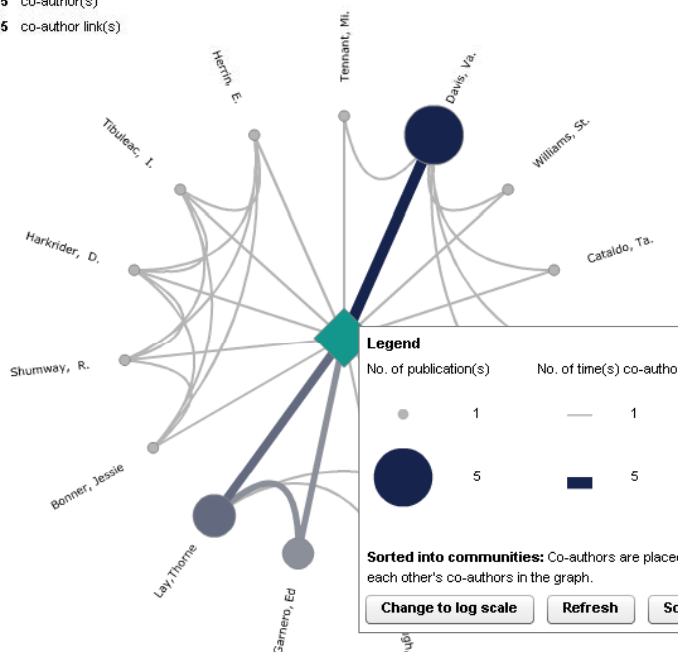 co-author(s)
5 co-author link(s)
Tennant, Mi.
Davis, Va.
Herrin, E.
Williams, St.
Tibuleac, I.
Harkrider, D.
Cataldo, Ta.
Shumway, R.
Bonner, Jessie
Lay, Thorne
Garnero, Ed
Legend
No. of publication(s) No. of time(s) co-autho
1 1
5 5
Sorted into communities: Co-authors are place
each other's co-authors in the graph.
Change to log scale Refresh Sc